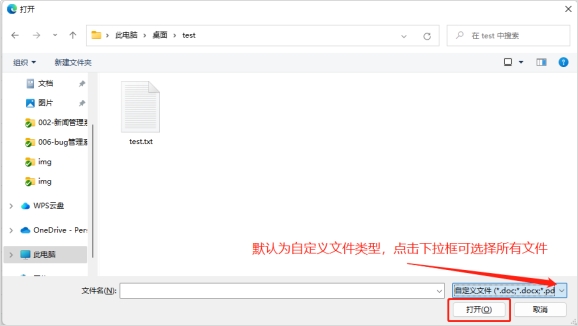 打开
此电脑 > 桌面 > test
在 test 中搜索
组织
新建文件夹
文档
图片
002-新闻管理系
006-bug管理系
img
img
WPS云盘
OneDrive - Pers
此电脑
test.txt
默认为自定义文件类型，点击下拉框可选择所有文件
文件名(N):
自定义文件 (*.doc;*.docx;*.pd
打开(O)
取消